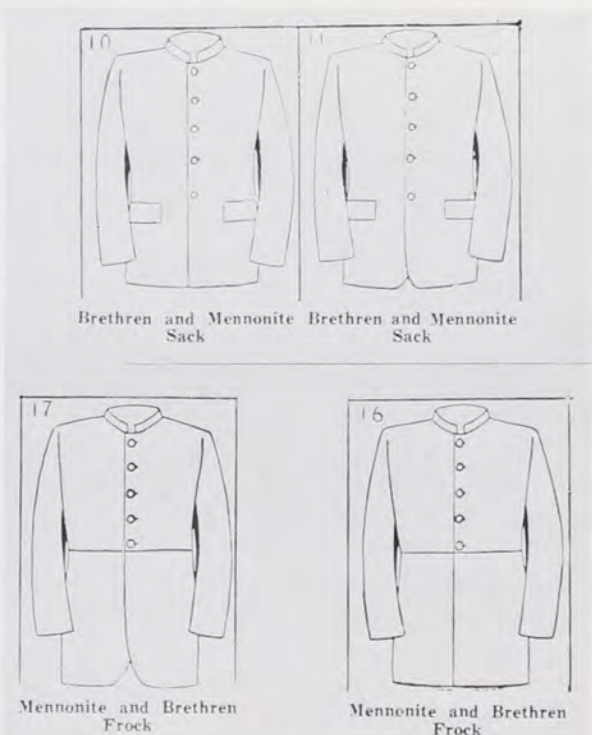 10
Brethren and Mennonite
Sack
11
Brethren and Mennonite
Sack
17
Mennonite and Brethren
Frock
16
Mennonite and Brethren
Frock